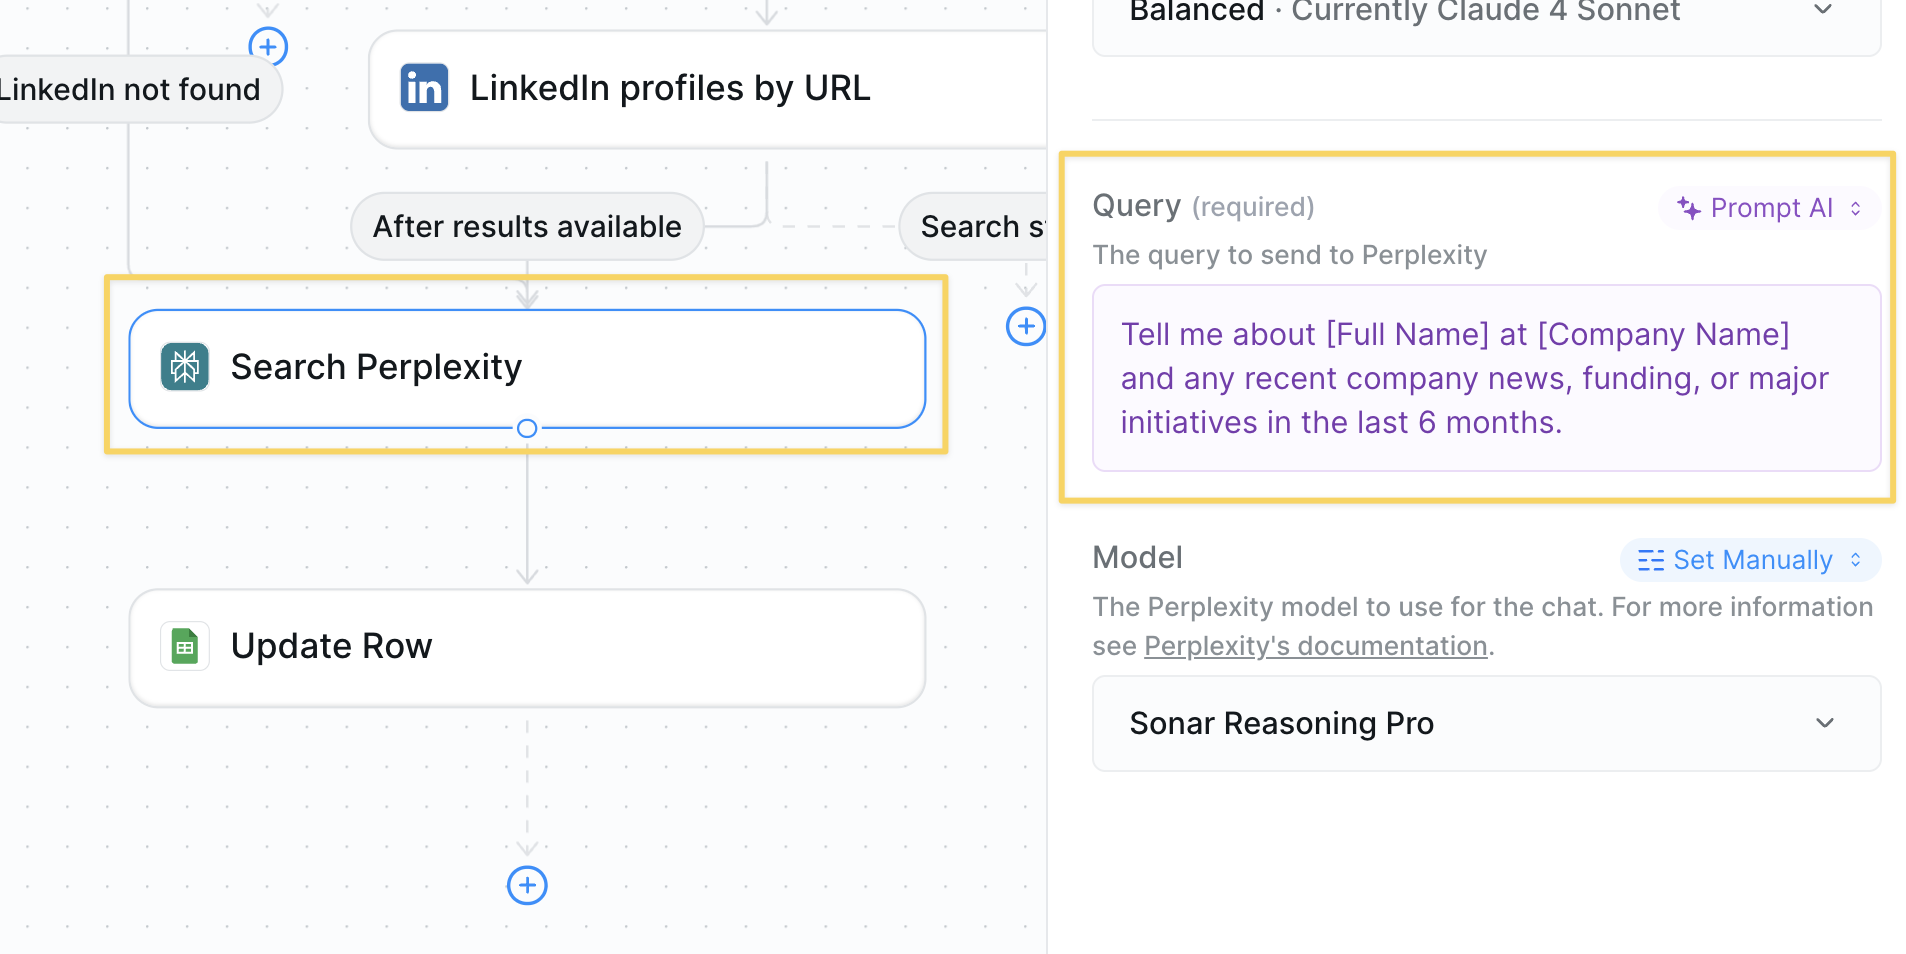 LinkedIn not found
LinkedIn profiles by URL
After results available
Search
Search Perplexity
Update Row
Balanced · Currently Claude 4 Sonnet
Query (required)
Prompt AI
The query to send to Perplexity
Tell me about [Full Name] at [Company Name]
and any recent company news, funding, or major
initiatives in the last 6 months.
Model
Set Manually
The Perplexity model to use for the chat. For more information
see Perplexity's documentation.
Sonar Reasoning Pro